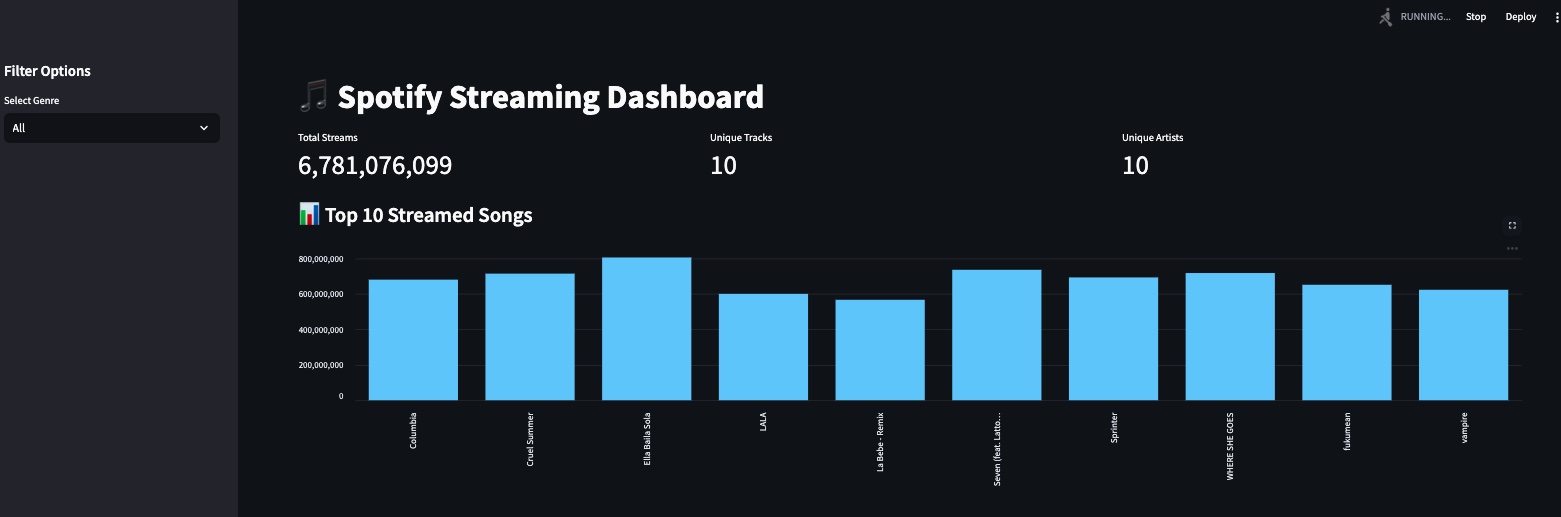 RUNNING...
Stop
Deploy
Filter Options
Select Genre
All
Spotify Streaming Dashboard
Total Streams
Unique Tracks
Unique Artists
6,781,076,099
10
10
Top 10 Streamed Songs
800,000,000
600,000,000
400,000,000
200,000,000
0
Columbia
Cruel Summer
Ella Baila Sola
LALA
La Bebe - Remix
Seven (feat. Latto...
Sprinter
WHERE SHE GOES
fukumean
vampire